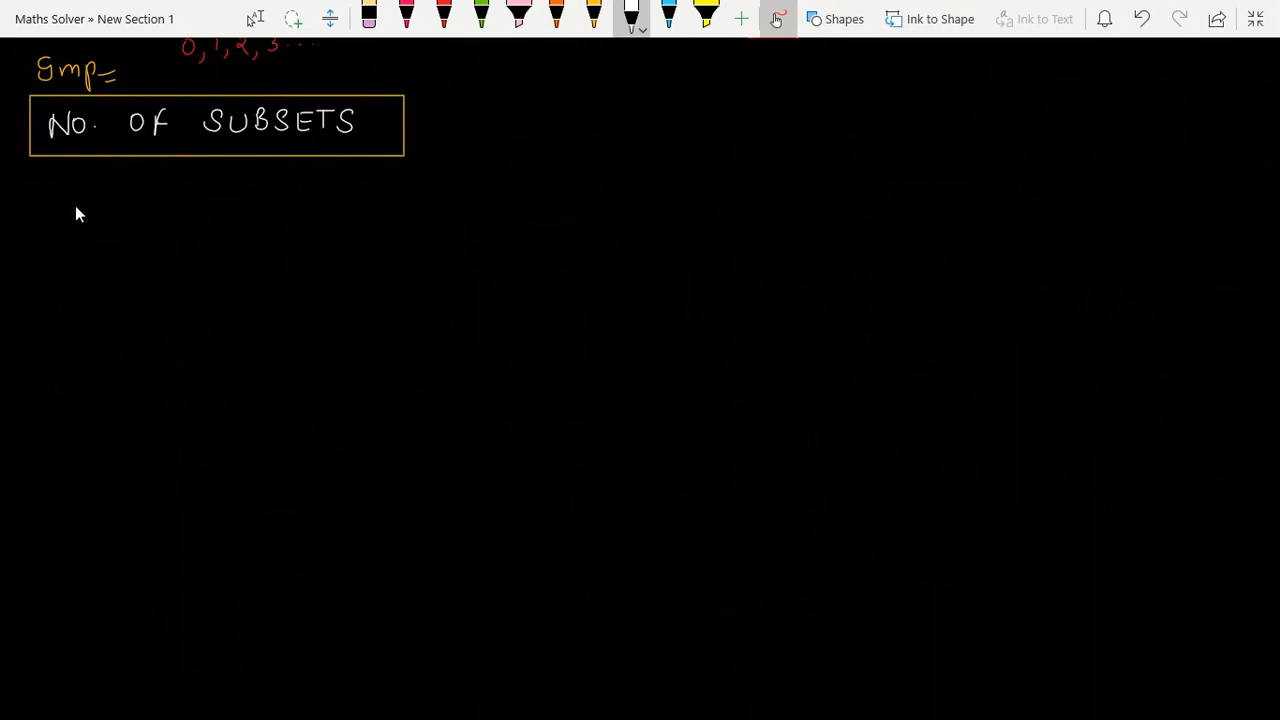 Maths Solver » New Section 1
Shapes
Ink to Shape
Ink to Text
0, 1, 2, 3 ....
Imp=
NO. OF SUBSETS